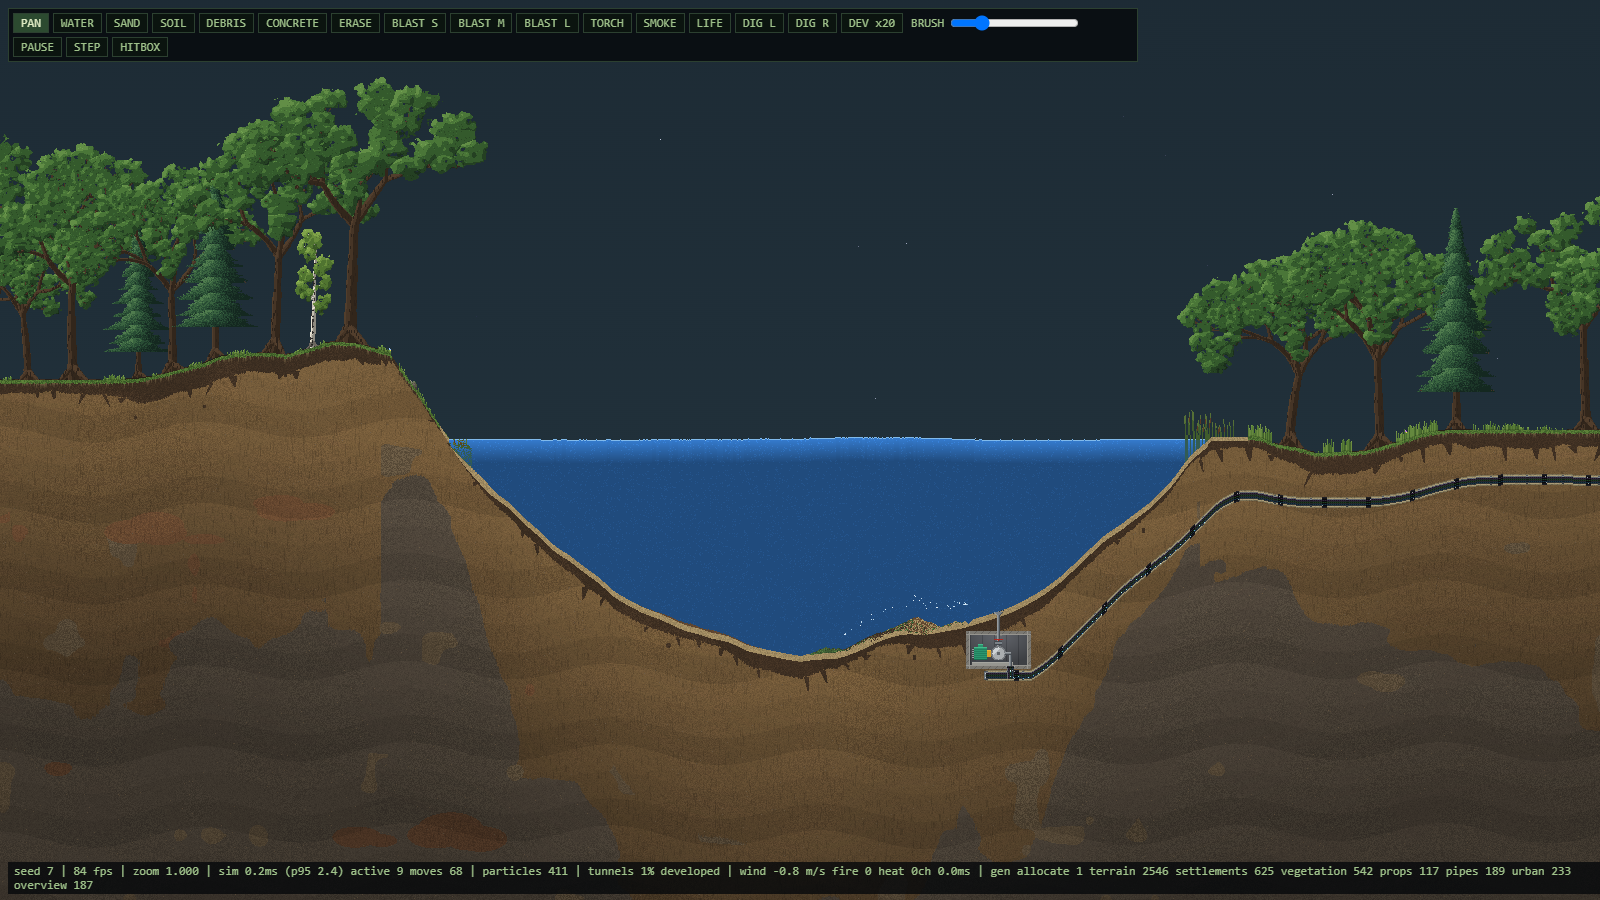 PAN WATER SAND SOIL DEBRIS CONCRETE ERASE BLAST S BLAST M BLAST L TORCH SMOKE LIFE DIG L DIG R DEV x20 BRUSH
PAUSE STEP HITBOX
seed 7 | 84 fps | zoom 1.000 | sim 0.2ms (p95 2.4) active 9 moves 68 | particles 411 | tunnels 1% developed | wind -0.8 m/s fire 0 heat 0ch 0.0ms | gen allocate 1 terrain 2546 settlements 625 vegetation 542 props 117 pipes 189 urban 233
overview 187